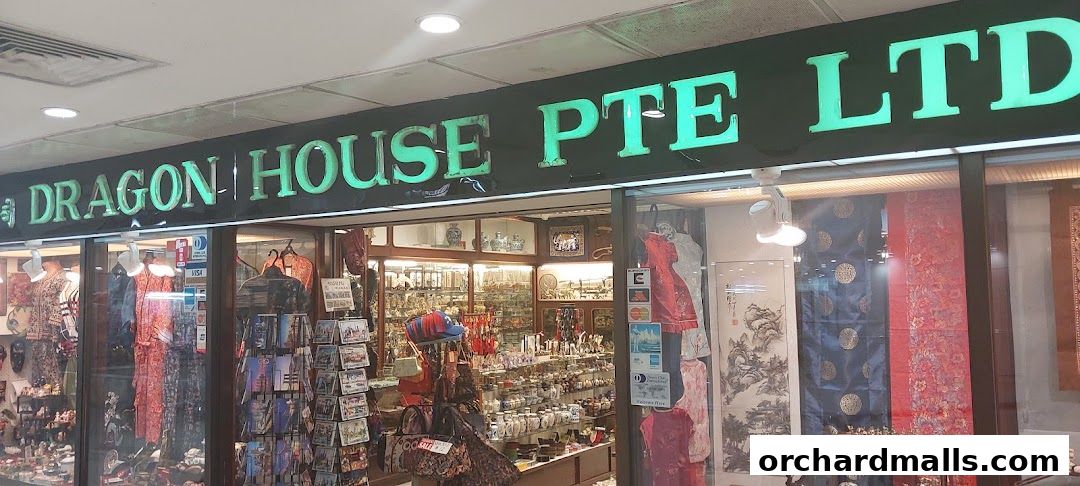 DRAGON HOUSE PTE LTD
VISA
SALE
orchardmalls.com